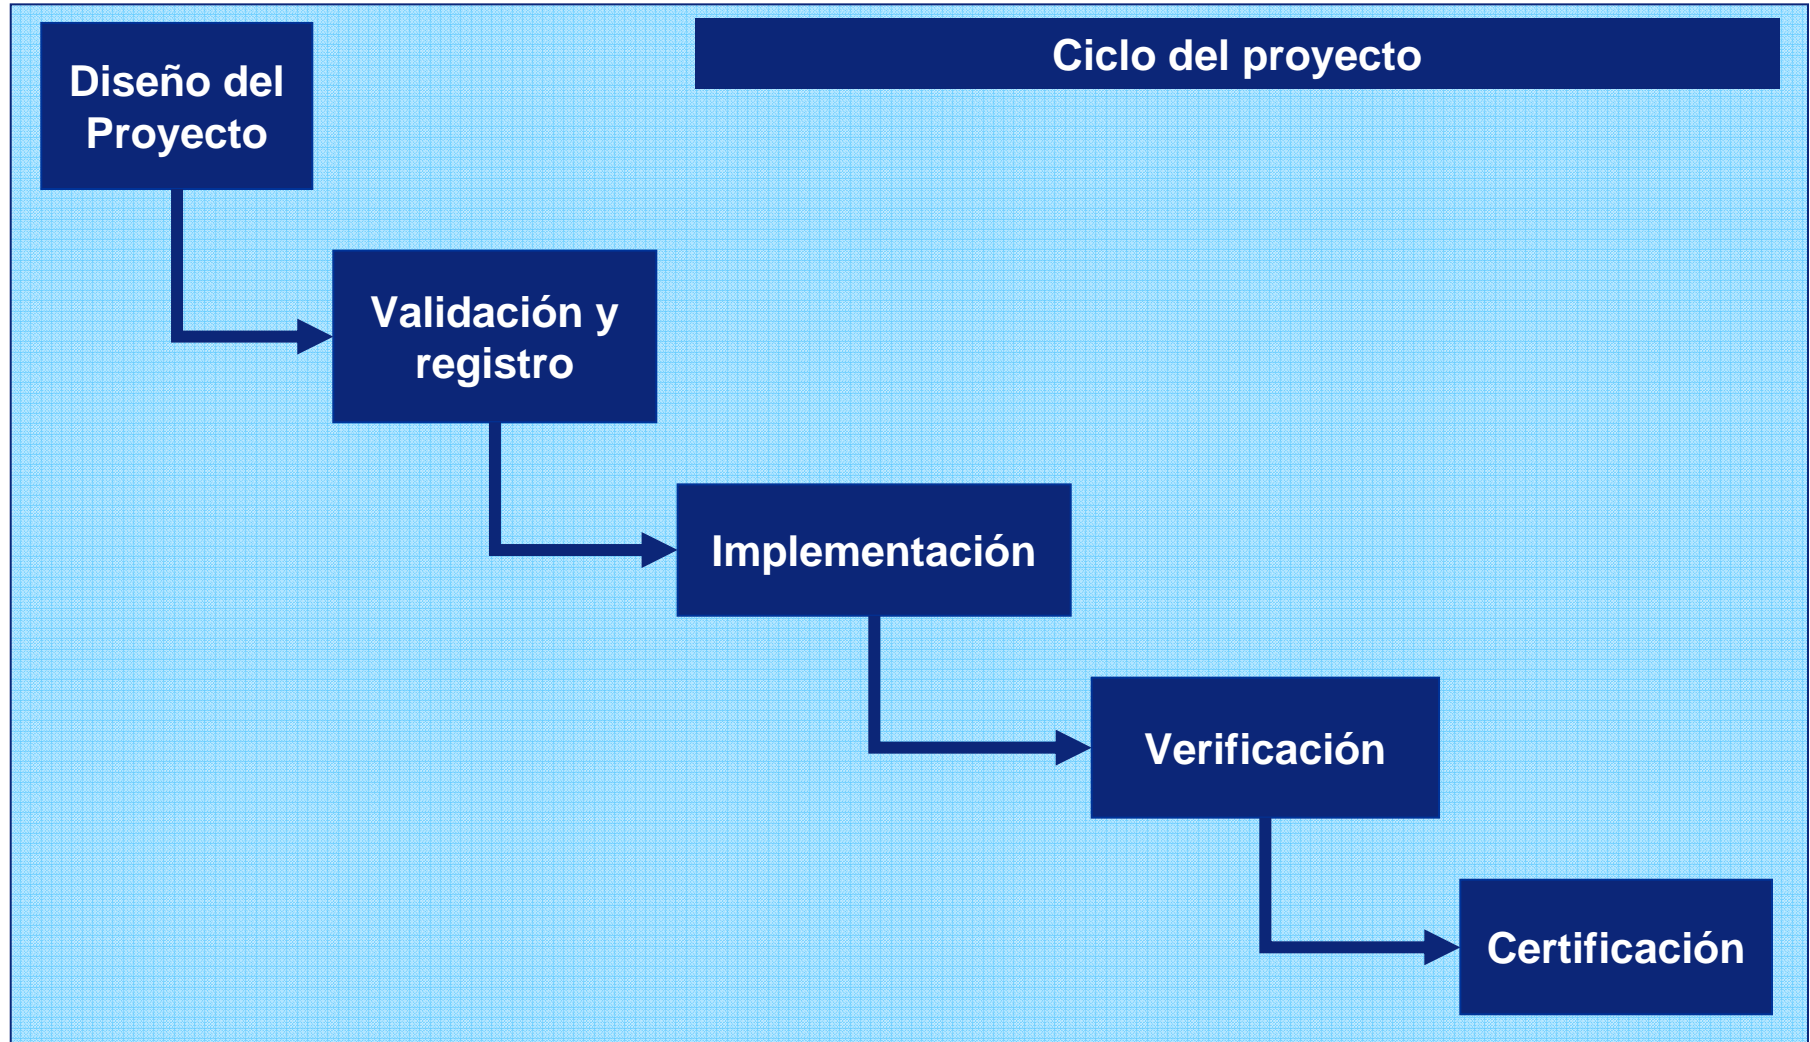 Ciclo del proyecto
Diseño del
Proyecto
Validación y
registro
Implementación
Verificación
Certificación